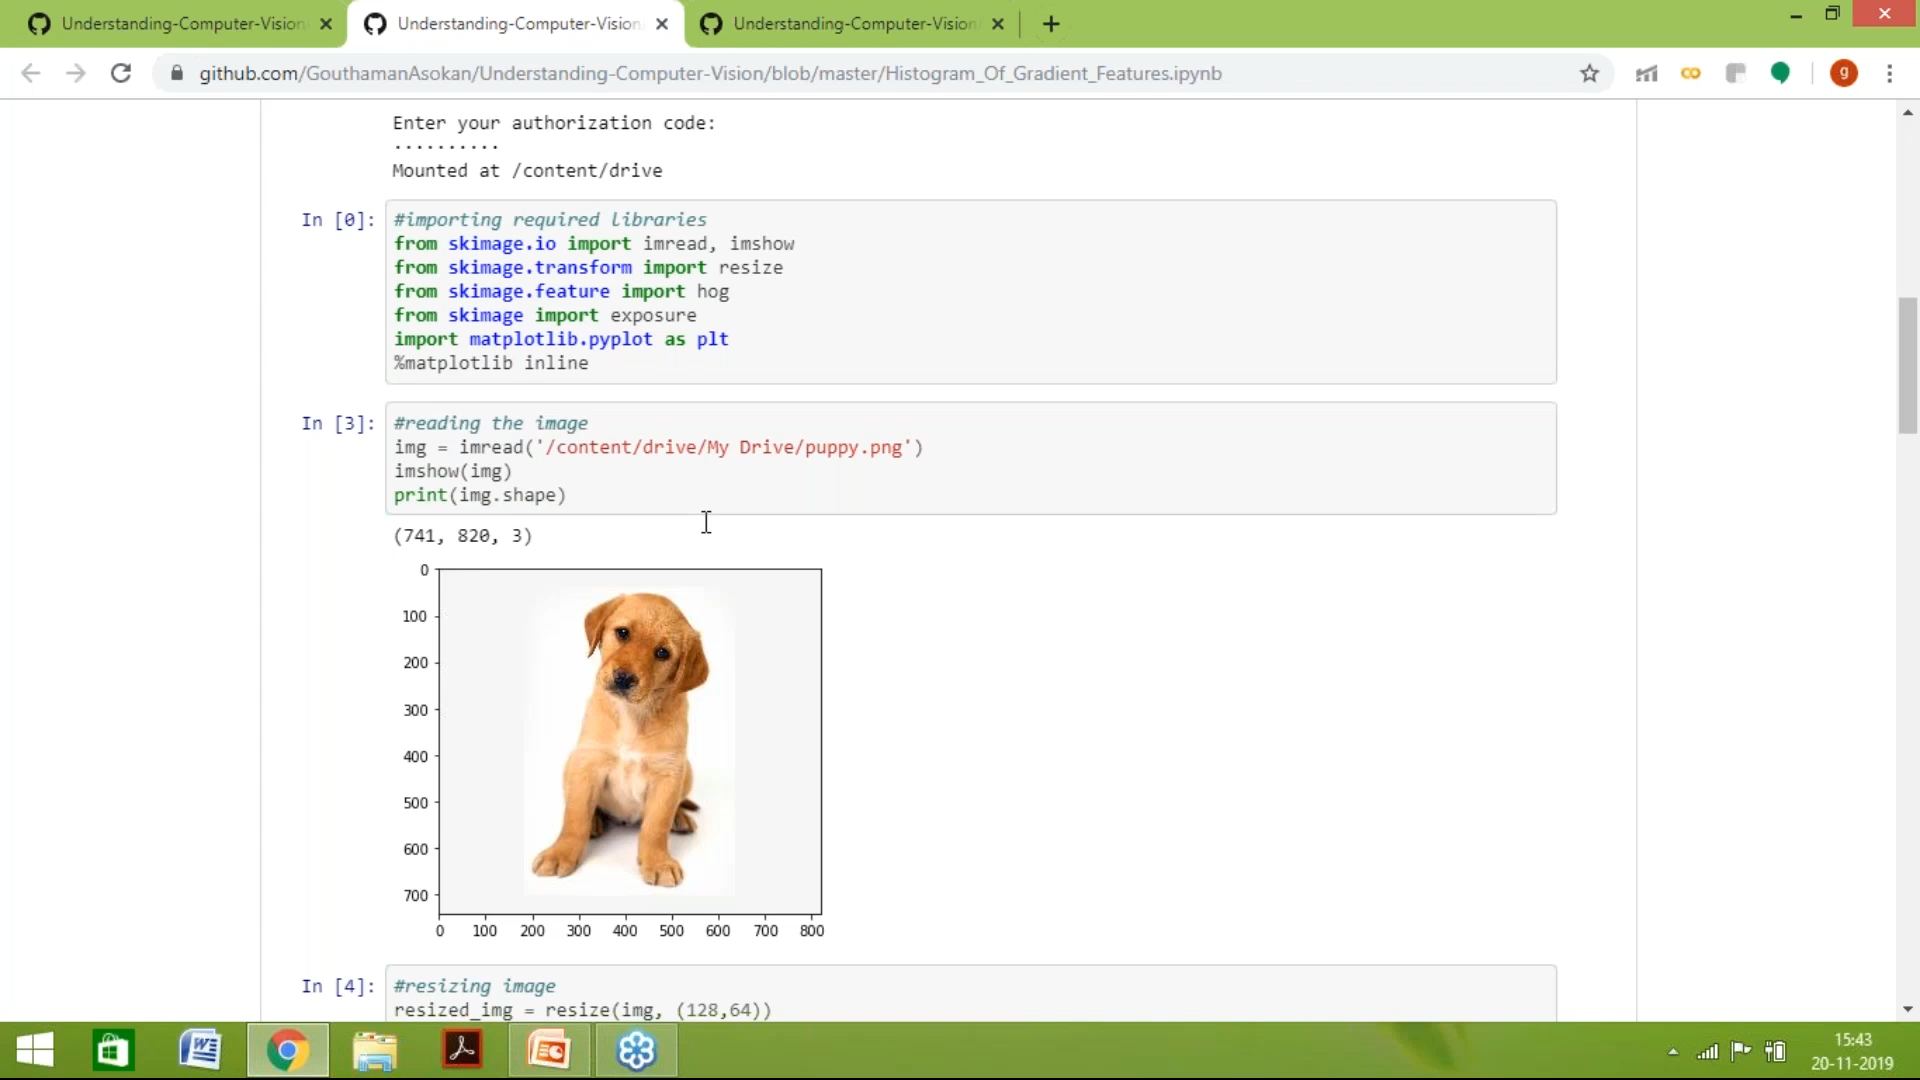 Understanding-Computer-Vision
Understanding-Computer-Vision
Understanding-Computer-Vision
github.com/GouthamanAsokan/Understanding-Computer-Vision/blob/master/Histogram_Of_Gradient_Features.ipynb
g
Enter your authorization code:
··········
Mounted at /content/drive
In [0]:
#importing required libraries
from skimage.io import imread, imshow
from skimage.transform import resize
from skimage.feature import hog
from skimage import exposure
import matplotlib.pyplot as plt
%matplotlib inline
In [3]:
#reading the image
img = imread('/content/drive/My Drive/puppy.png')
imshow(img)
print(img.shape)
(741, 820, 3)
0
100
200
300
400
500
600
700
0 100 200 300 400 500 600 700 800
In [4]:
#resizing image
resized_img = resize(img, (128,64))
15:43
20-11-2019